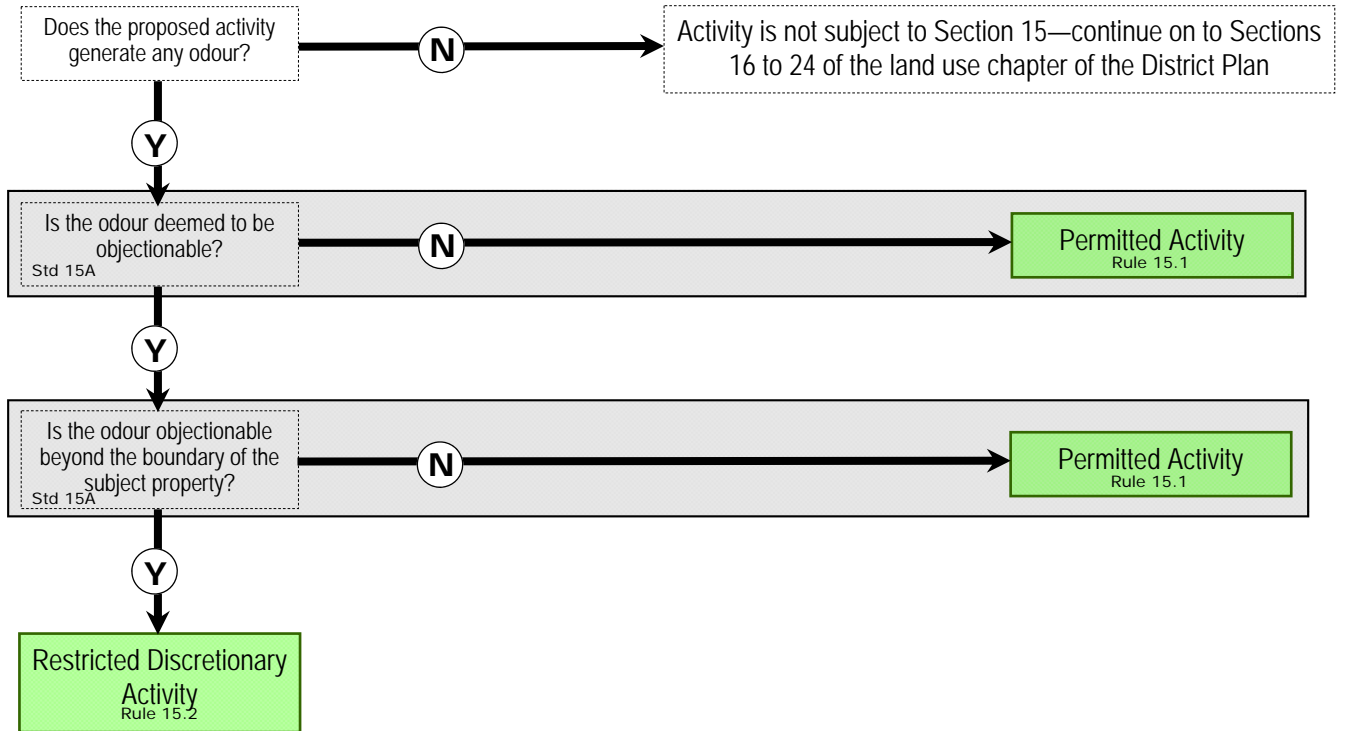 Does the proposed activity
generate any odour?
N
Activity is not subject to Section 15—continue on to Sections
16 to 24 of the land use chapter of the District Plan
Y
Is the odour deemed to be
objectionable?
Std 15A
N
Permitted Activity
Rule 15.1
Y
Is the odour objectionable
beyond the boundary of the
subject property?
Std 15A
N
Permitted Activity
Rule 15.1
Y
Restricted Discretionary
Activity
Rule 15.2